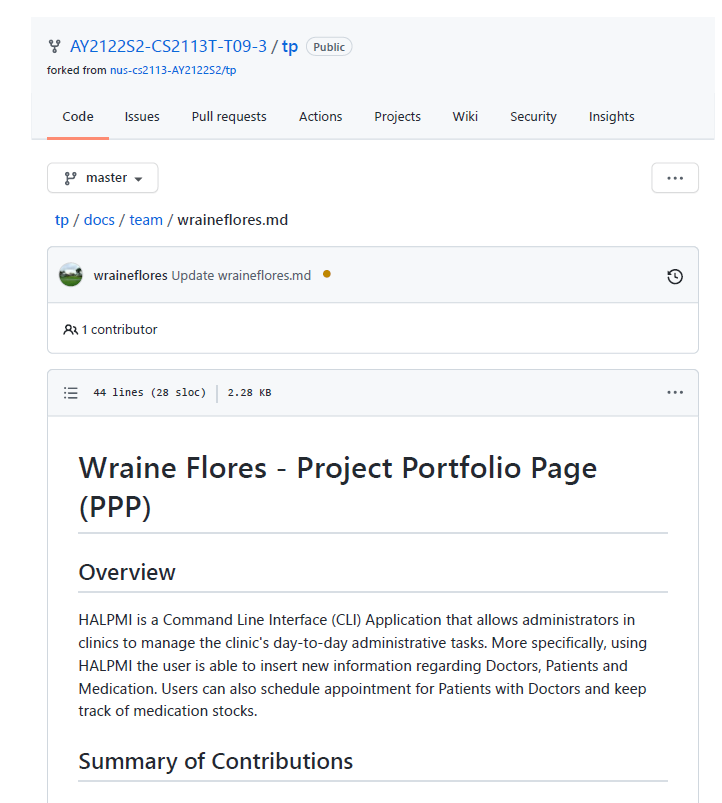 AY2122S2-CS2113T-T09-3 / tp Public
forked from nus-cs2113-AY2122S2/tp
Code Issues Pull requests Actions Projects Wiki Security Insights
master
tp / docs / team / wraineflores.md
wraineflores Update wraineflores.md
1 contributor
44 lines (28 sloc) 2.28 KB
Wraine Flores - Project Portfolio Page
(PPP)
Overview
HALPMI is a Command Line Interface (CLI) Application that allows administrators in
clinics to manage the clinic's day-to-day administrative tasks. More specifically, using
HALPMI the user is able to insert new information regarding Doctors, Patients and
Medication. Users can also schedule appointment for Patients with Doctors and keep
track of medication stocks.
Summary of Contributions